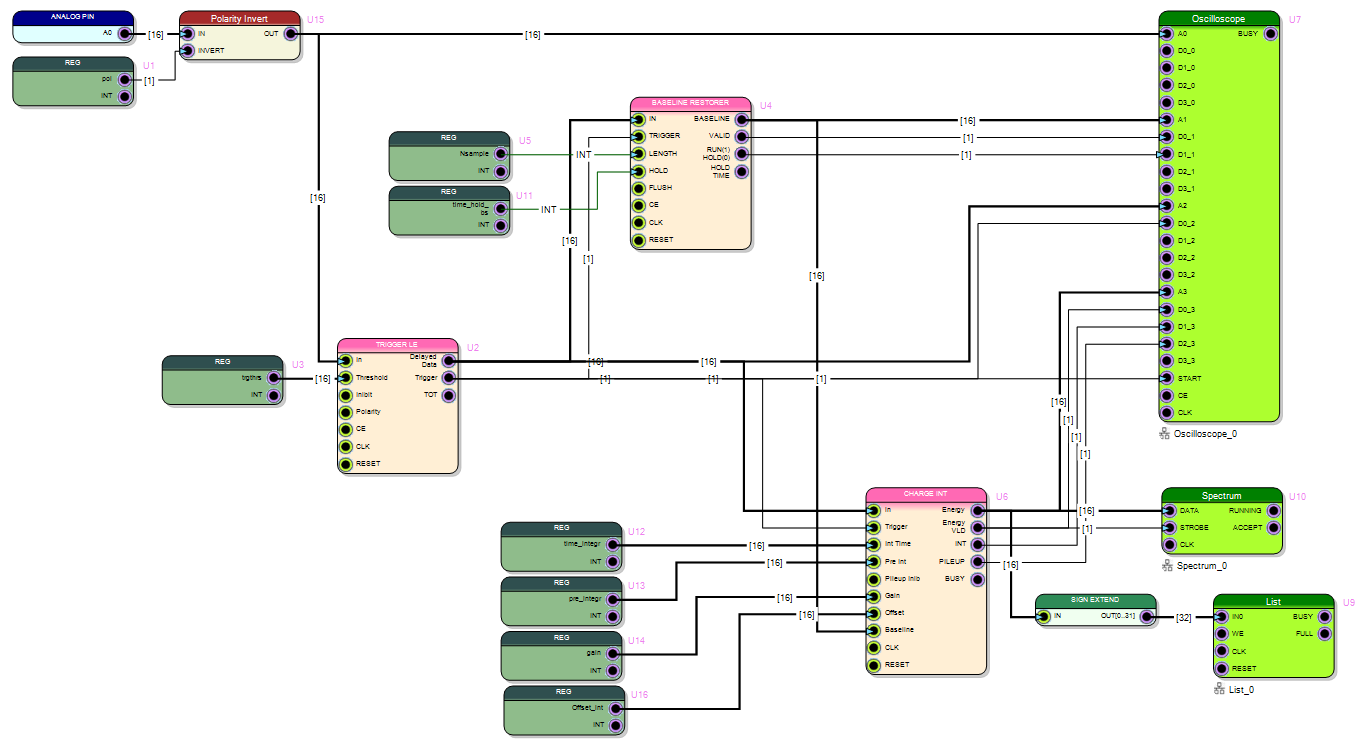 ANALOG PIN
A0
[16]
Polarity Invert
U15
IN
OUT
INVERT
[16]
REG
U1
pol
INT
[1]
[16]
REG
U5
Nsample
INT
INT
REG
U11
time_hold_
bs
INT
INT
BASELINE RESTORER
U4
IN
BASELINE
TRIGGER
VALID
LENGTH
RUN(1)
HOLD(0)
HOLD
HOLD
TIME
FLUSH
CE
CLK
RESET
[16]
[1]
[1]
[16]
[1]
[16]
Oscilloscope
U7
A0
BUSY
D0_0
D1_0
D2_0
D3_0
A1
D0_1
D1_1
D2_1
D3_1
A2
D0_2
D1_2
D2_2
D3_2
A3
D0_3
D1_3
D2_3
D3_3
START
CE
CLK
Oscilloscope_0
REG
U3
trgthrs
INT
[16]
TRIGGER LE
U2
In
Delayed
Data
Threshold
Trigger
Inibit
TOT
Polarity
CE
CLK
RESET
[16]
[16]
[1]
[1]
[1]
[16]
[1]
[1]
[1]
CHARGE INT
U6
In
Energy
Trigger
Energy
VLD
Int Time
INT
Pre Int
PILEUP
Pileup Inib
BUSY
Gain
Offset
Baseline
CLK
RESET
[16]
[1]
[16]
REG
U12
time_integr
INT
[16]
REG
U13
pre_integr
INT
[16]
REG
U14
gain
INT
[16]
REG
U16
Offset_int
INT
[16]
Spectrum
U10
DATA
RUNNING
STROBE
ACCEPT
CLK
Spectrum_0
SIGN EXTEND
IN
OUT[0..31]
[32]
List
U9
IN0
BUSY
WE
FULL
CLK
RESET
List_0